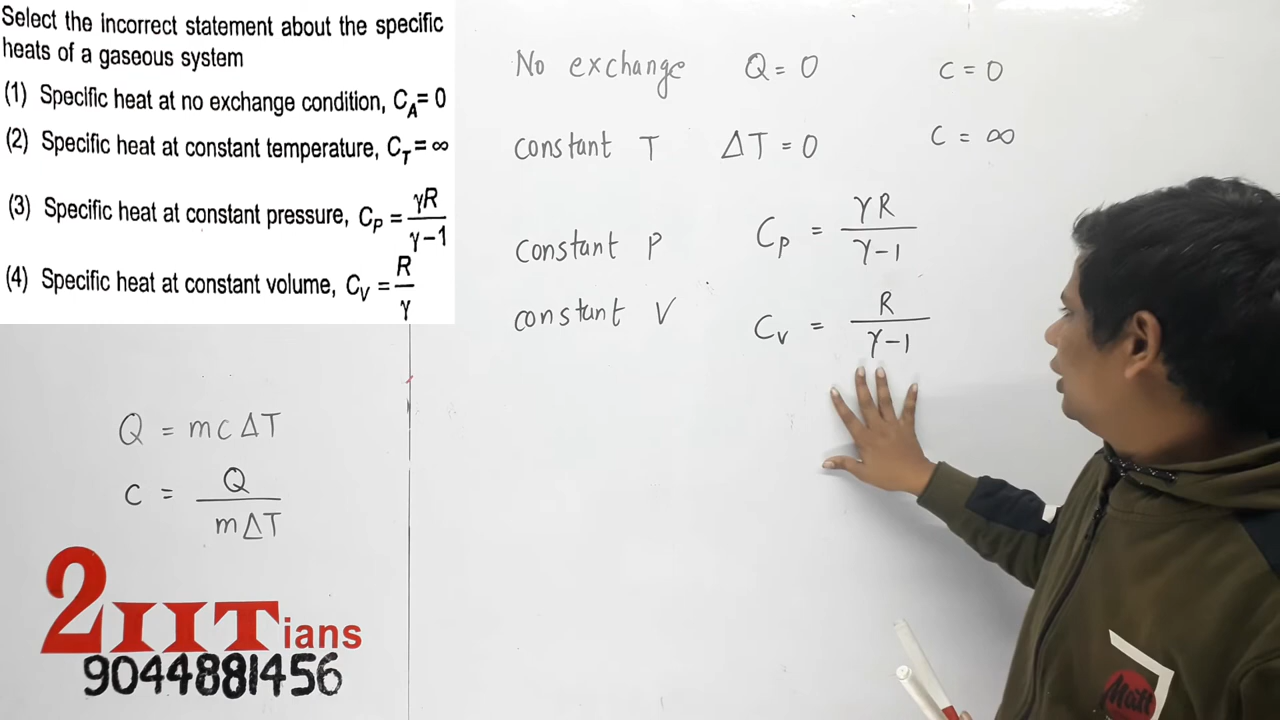 Select the incorrect statement about the specific
heats of a gaseous system
(1) Specific heat at no exchange condition, C_A = 0
(2) Specific heat at constant temperature, C_T = ∞
(3) Specific heat at constant pressure, C_P = γR / γ−1
(4) Specific heat at constant volume, C_V = R / γ
No exchange Q = 0 c = 0
constant T ΔT = 0 c = ∞
constant P C_p = γR / γ−1
constant V C_v = R / γ−1
Q = mcΔT
c = Q / mΔT
2IITians
9044881456
Matt